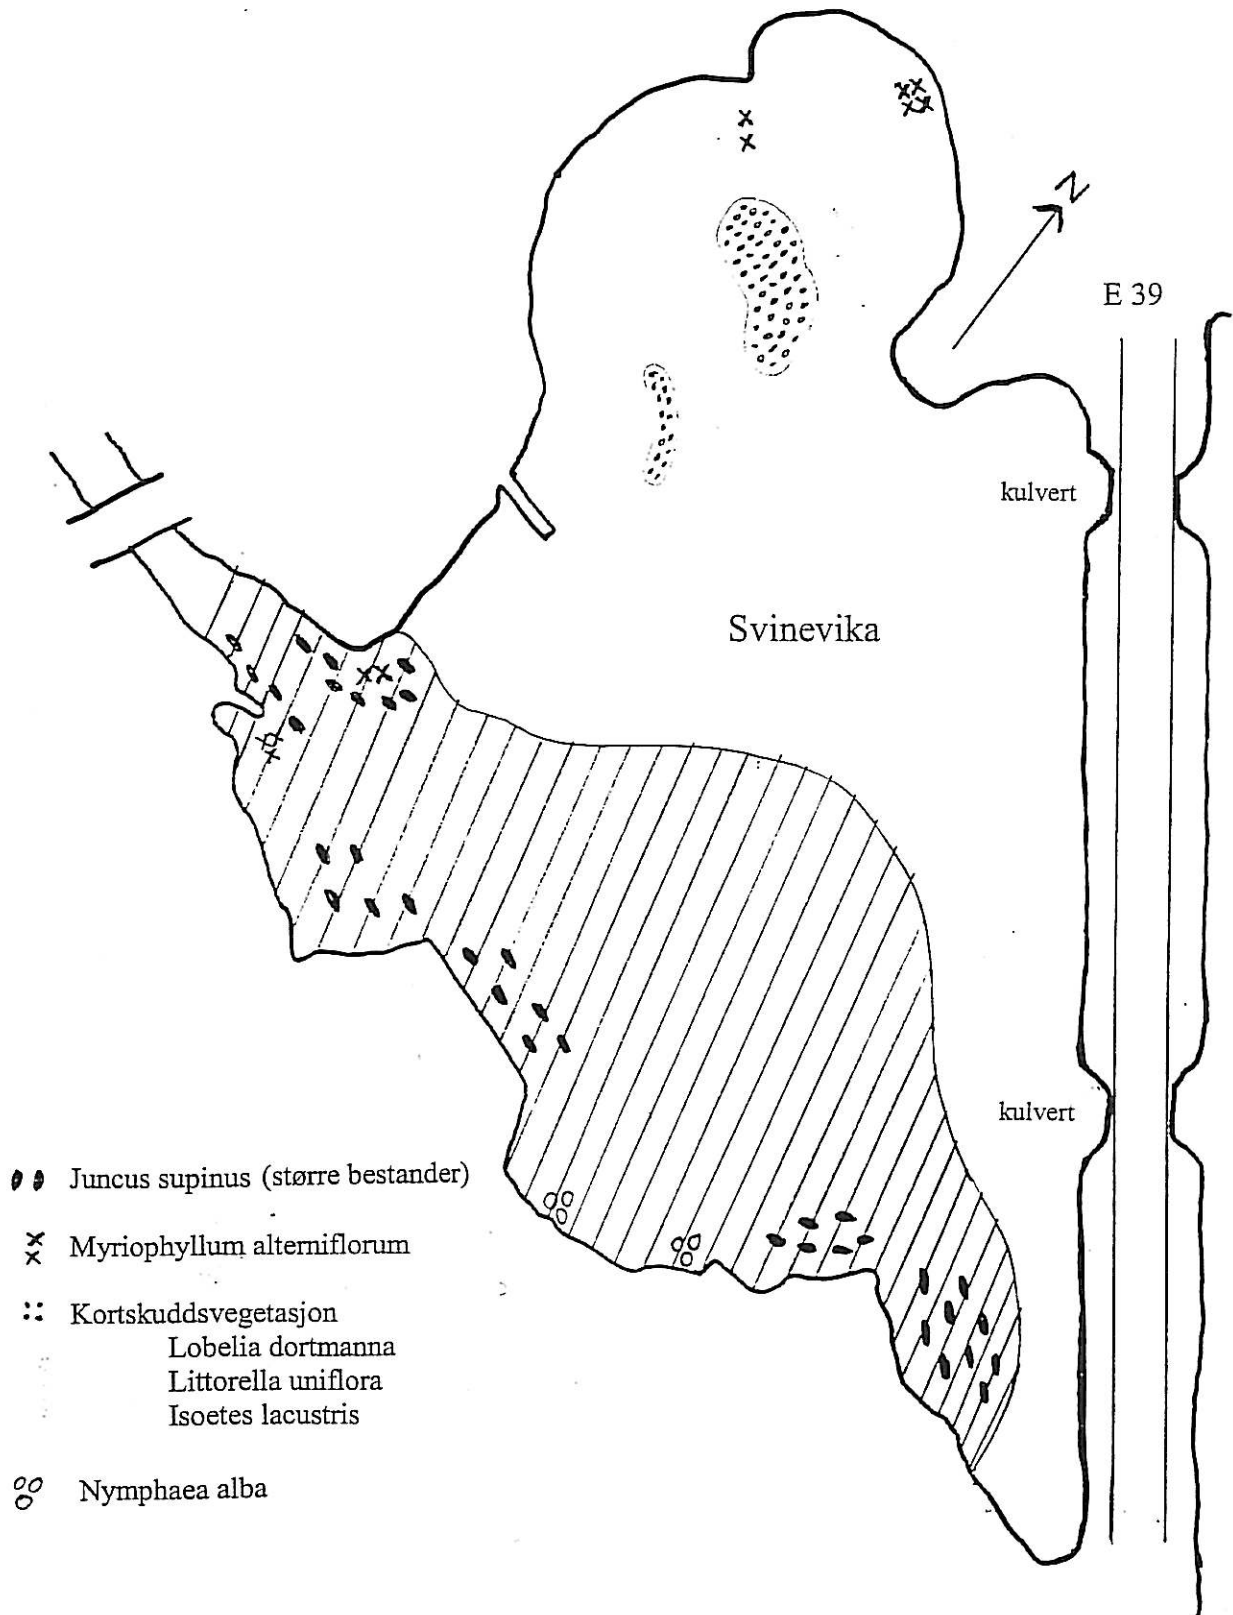 N
E 39
kulvert
Svinevika
kulvert
Juncus supinus (større bestander)
Myriophyllum alterniflorum
Kortskuddsvegetasjon
Lobelia dortmanna
Littorella uniflora
Isoetes lacustris
Nymphaea alba